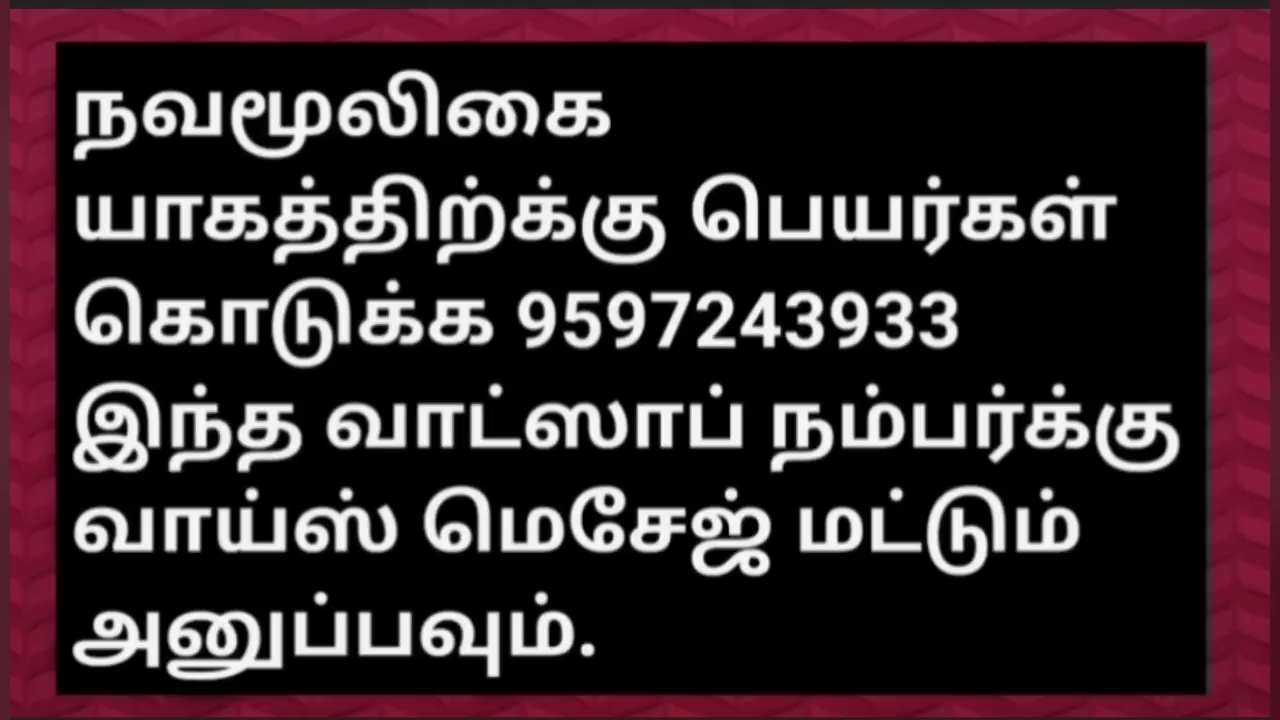 நவமூலிகை
யாகத்திற்க்கு பெயர்கள்
கொடுக்க 9597243933
இந்த வாட்ஸாப் நம்பர்க்கு
வாய்ஸ் மெசேஜ் மட்டும்
அனுப்பவும்.